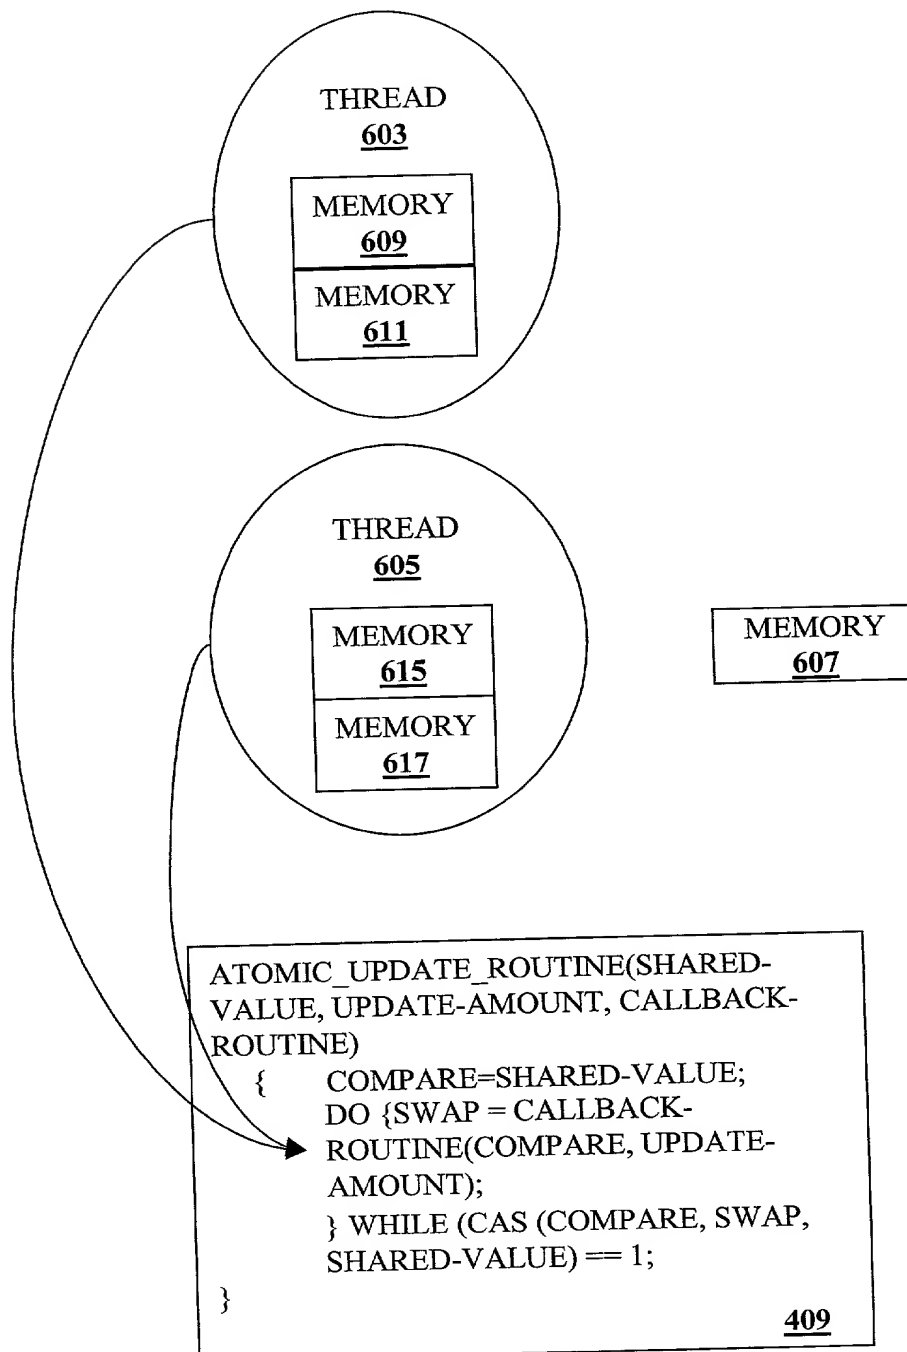 THREAD
603
MEMORY
609
MEMORY
611
THREAD
605
MEMORY
615
MEMORY
617
MEMORY
607
ATOMIC_UPDATE_ROUTINE(SHARED-
VALUE, UPDATE-AMOUNT, CALLBACK-
ROUTINE)
{ COMPARE=SHARED-VALUE;
DO {SWAP = CALLBACK-
ROUTINE(COMPARE, UPDATE-
AMOUNT);
} WHILE (CAS (COMPARE, SWAP,
SHARED-VALUE) == 1;
}
409